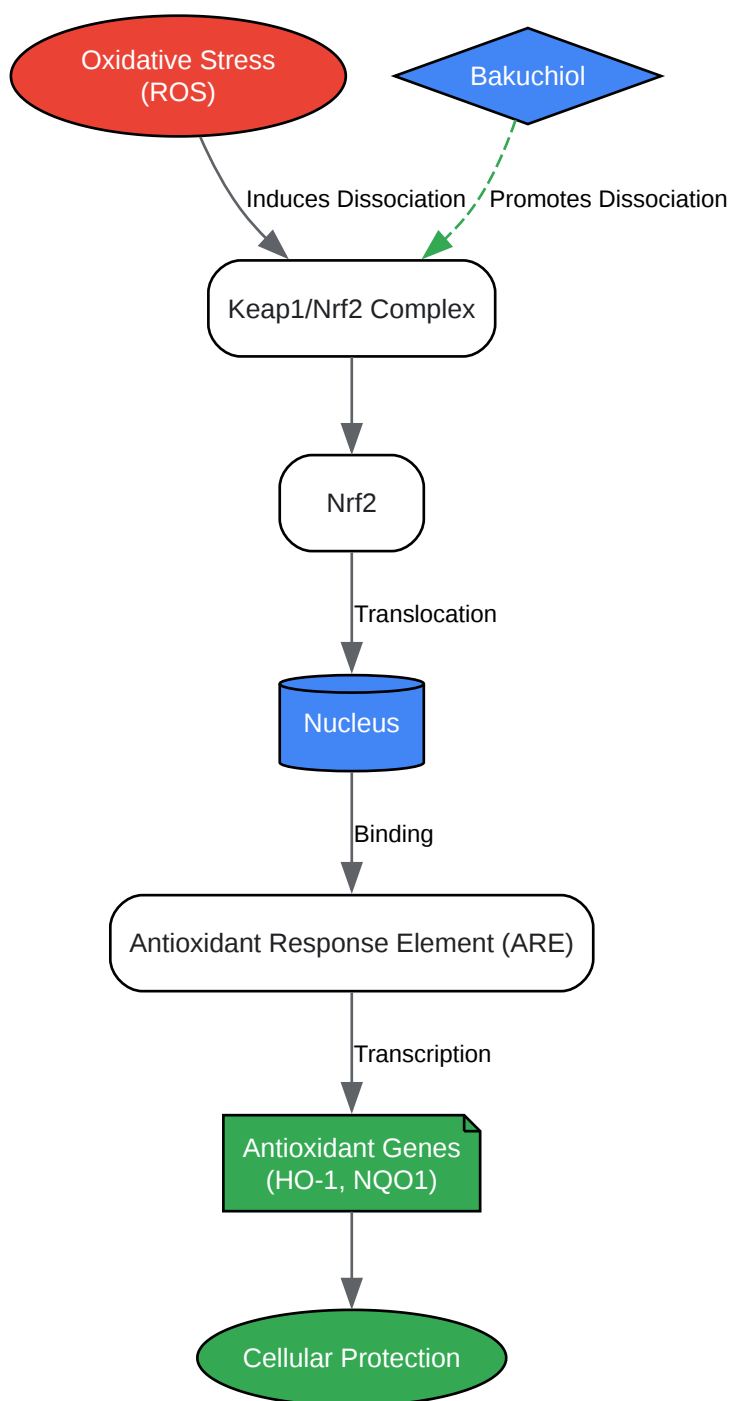 Oxidative Stress
(ROS)
Bakuchiol
Induces Dissociation
Promotes Dissociation
Keap1/Nrf2 Complex
Nrf2
Translocation
Nucleus
Binding
Antioxidant Response Element (ARE)
Transcription
Antioxidant Genes
(HO-1, NQO1)
Cellular Protection